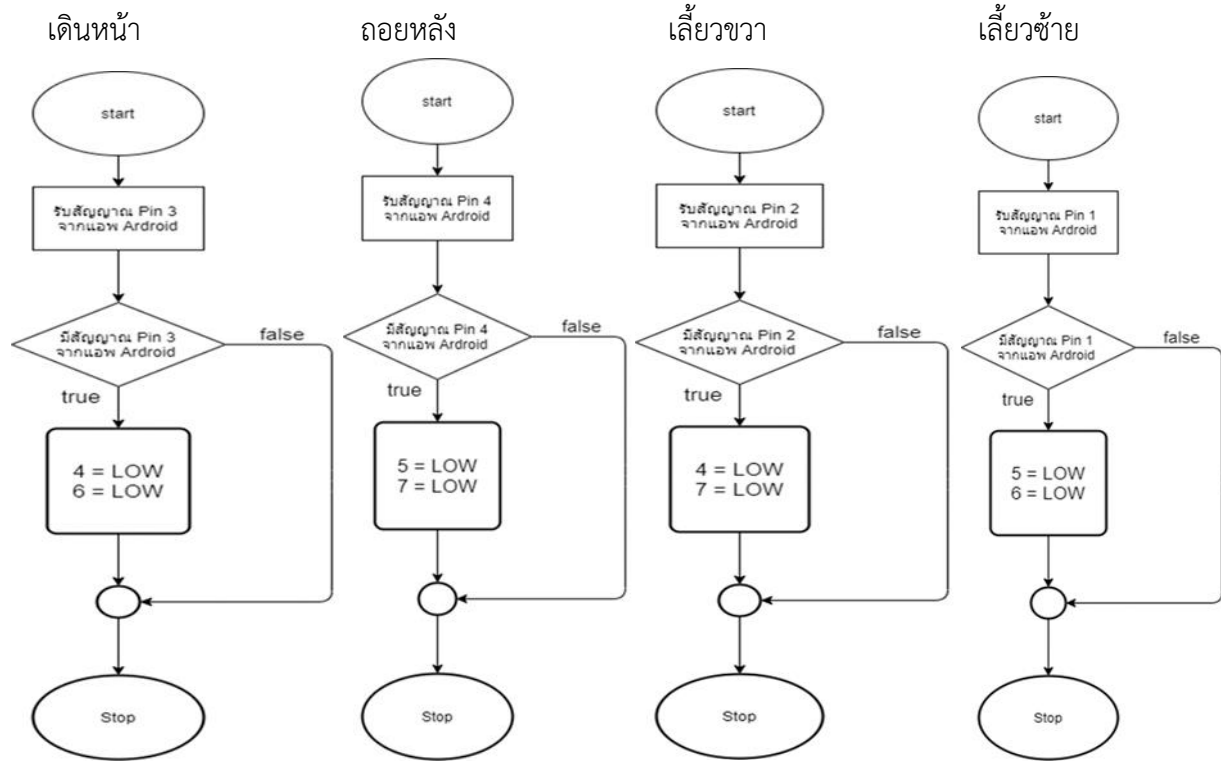 เดินหน้า
start
รับสัญญาณ Pin 3
จากแอพ Ardroid
มีสัญญาณ Pin 3
จากแอพ Ardroid
false
true
4 = LOW
6 = LOW
Stop
ถอยหลัง
start
รับสัญญาณ Pin 4
จากแอพ Ardroid
มีสัญญาณ Pin 4
จากแอพ Ardroid
false
true
5 = LOW
7 = LOW
Stop
เลี้ยวขวา
start
รับสัญญาณ Pin 2
จากแอพ Ardroid
มีสัญญาณ Pin 2
จากแอพ Ardroid
false
true
4 = LOW
7 = LOW
Stop
เลี้ยวซ้าย
start
รับสัญญาณ Pin 1
จากแอพ Ardroid
มีสัญญาณ Pin 1
จากแอพ Ardroid
false
true
5 = LOW
6 = LOW
Stop